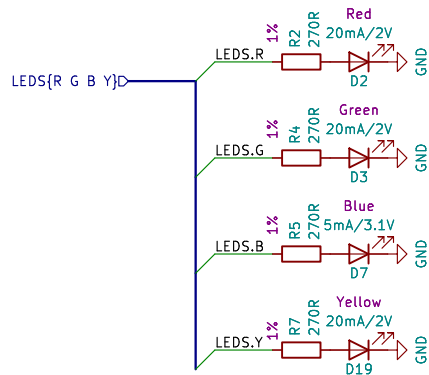 LEDS{R G B Y}
LEDS.R
1%
R2
270R
Red
20mA/2V
D2
GND
LEDS.G
1%
R4
270R
Green
20mA/2V
D3
GND
LEDS.B
1%
R5
270R
Blue
5mA/3.1V
D7
GND
LEDS.Y
1%
R7
270R
Yellow
20mA/2V
D19
GND